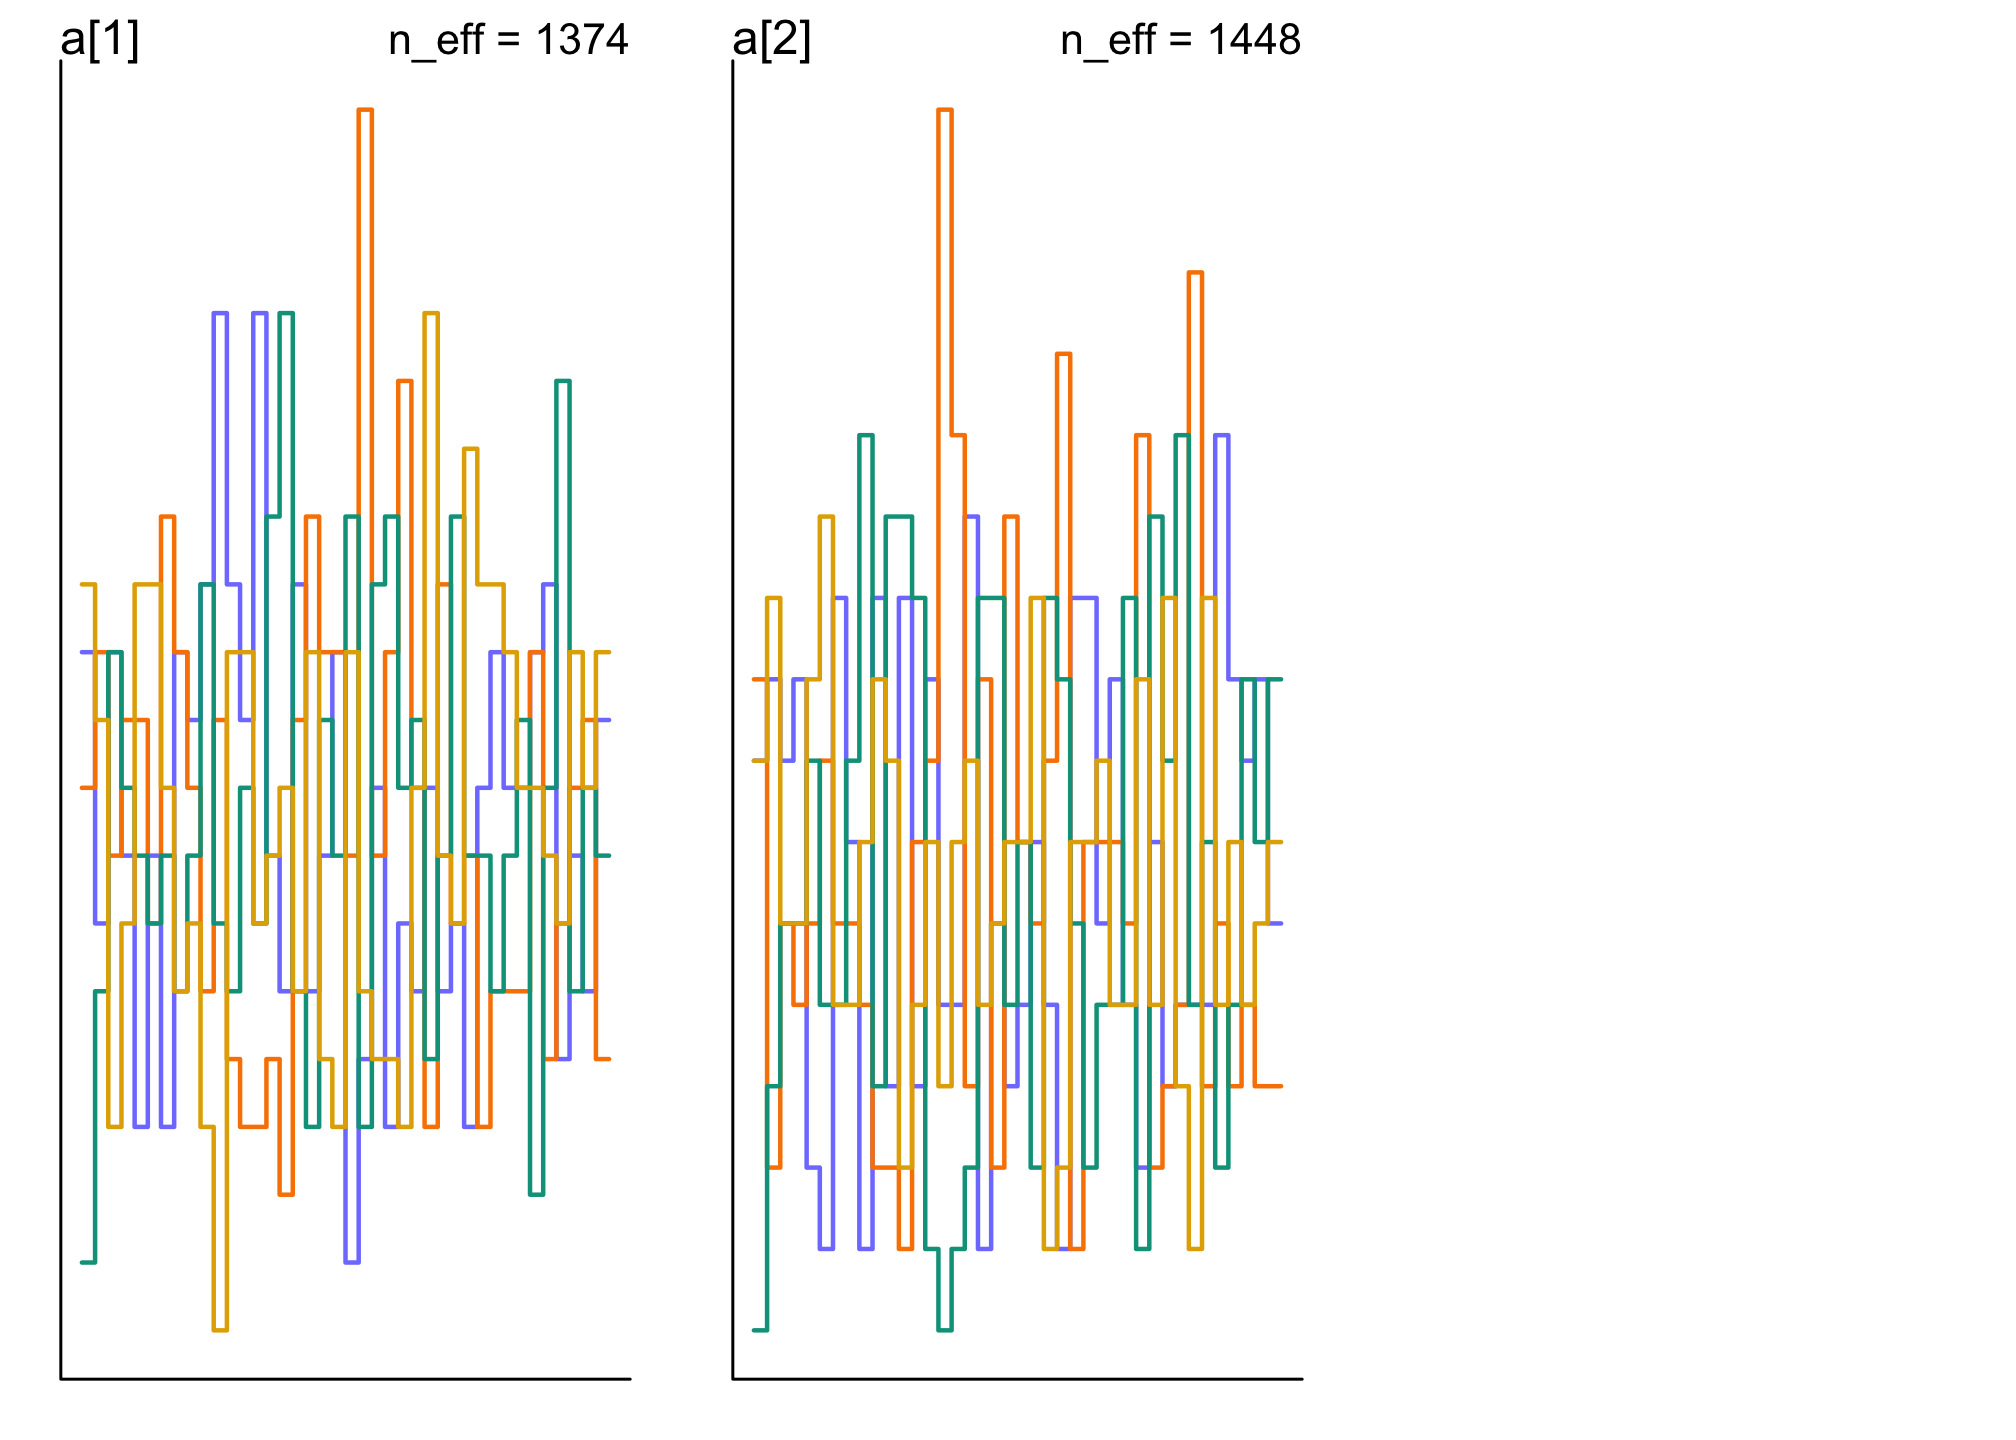 a[1] n_eff = 1374
a[2] n_eff = 1448